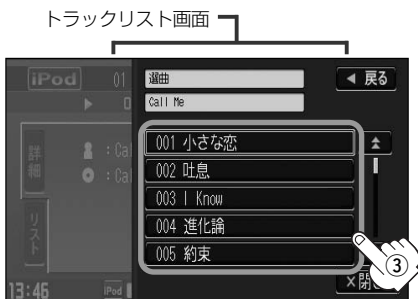 トラックリスト画面
iPod 01 選曲 ◀ 戻る
Call Me
詳細 : Cal
: Cal
リスト
001 小さな恋
002 吐息
003 I Know
004 進化論
005 約束
③
13:46 iPod ×閉